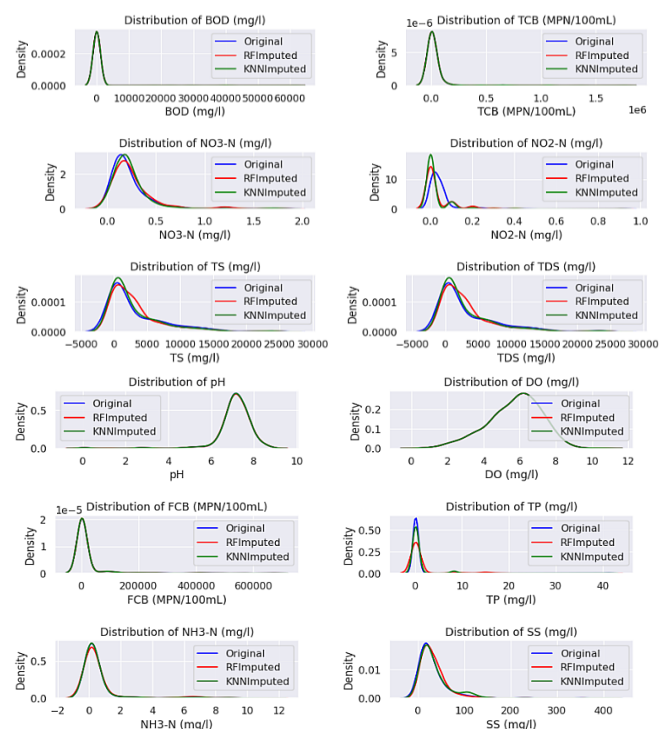 Distribution of BOD (mg/l)
Density
0.0002
0.0000
Original
RFImputed
KNNImputed
0 10000 20000 30000 40000 50000 60000
BOD (mg/l)
Distribution of TCB (MPN/100mL)
1e-6
Density
5
0
Original
RFImputed
KNNImputed
0.0 0.5 1.0 1.5
1e6
TCB (MPN/100mL)
Distribution of NO3-N (mg/l)
Density
2
0
Original
RFImputed
KNNImputed
0.0 0.5 1.0 1.5 2.0
NO3-N (mg/l)
Distribution of NO2-N (mg/l)
Density
10
0
Original
RFImputed
KNNImputed
0.0 0.2 0.4 0.6 0.8 1.0
NO2-N (mg/l)
Distribution of TS (mg/l)
Density
0.0001
0.0000
Original
RFImputed
KNNImputed
−5000 0 5000 10000 15000 20000 25000 30000
TS (mg/l)
Distribution of TDS (mg/l)
Density
0.0001
0.0000
Original
RFImputed
KNNImputed
−5000 0 5000 10000 15000 20000 25000 30000
TDS (mg/l)
Distribution of pH
Density
0.5
0.0
Original
RFImputed
KNNImputed
0 2 4 6 8 10
pH
Distribution of DO (mg/l)
Density
0.2
0.1
0.0
Original
RFImputed
KNNImputed
0 2 4 6 8 10 12
DO (mg/l)
Distribution of FCB (MPN/100mL)
1e-5
Density
2
1
0
Original
RFImputed
KNNImputed
0 200000 400000 600000
FCB (MPN/100mL)
Distribution of TP (mg/l)
Density
0.50
0.25
0.00
Original
RFImputed
KNNImputed
0 10 20 30 40
TP (mg/l)
Distribution of NH3-N (mg/l)
Density
0.5
0.0
Original
RFImputed
KNNImputed
−2 0 2 4 6 8 10 12
NH3-N (mg/l)
Distribution of SS (mg/l)
Density
0.01
0.00
Original
RFImputed
KNNImputed
0 100 200 300 400
SS (mg/l)